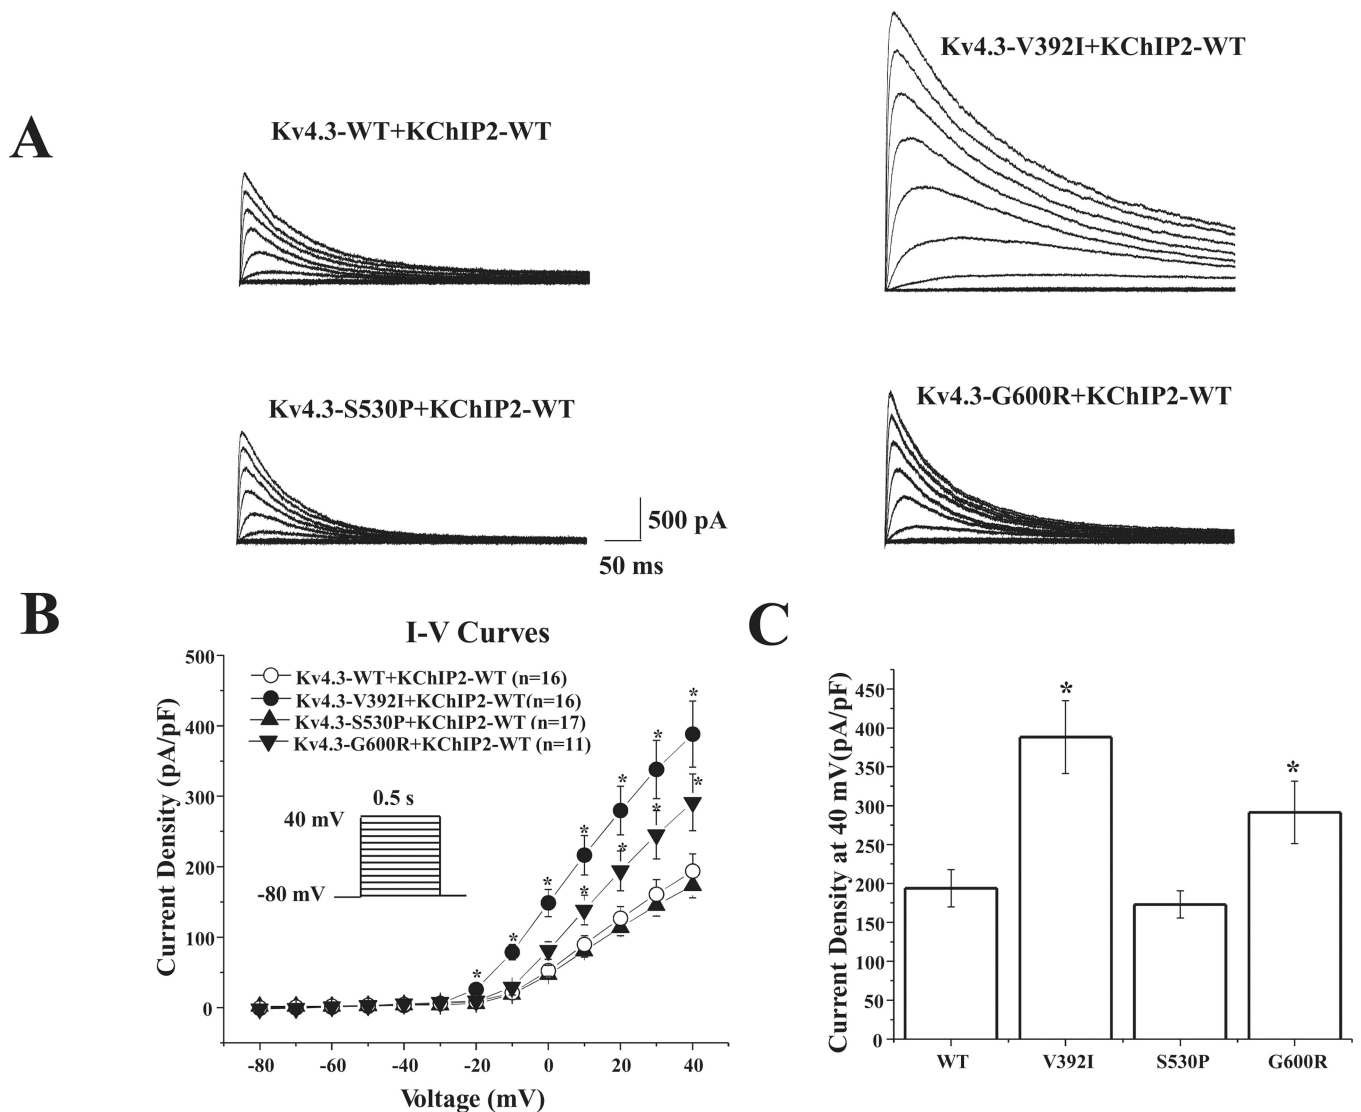 A
Kv4.3-WT+KChIP2-WT
Kv4.3-V392I+KChIP2-WT
Kv4.3-S530P+KChIP2-WT
Kv4.3-G600R+KChIP2-WT
500 pA
50 ms
B
I-V Curves
Current Density (pA/pF)
500
400
300
200
100
0
Kv4.3-WT+KChIP2-WT (n=16)
Kv4.3-V392I+KChIP2-WT(n=16)
Kv4.3-S530P+KChIP2-WT (n=17)
Kv4.3-G600R+KChIP2-WT (n=11)
0.5 s
40 mV
-80 mV
* * * * * * *
* * * *
-80 -60 -40 -20 0 20 40
Voltage (mV)
C
Current Density at 40 mV(pA/pF)
450
400
350
300
250
200
150
100
50
0
* *
WT V392I S530P G600R